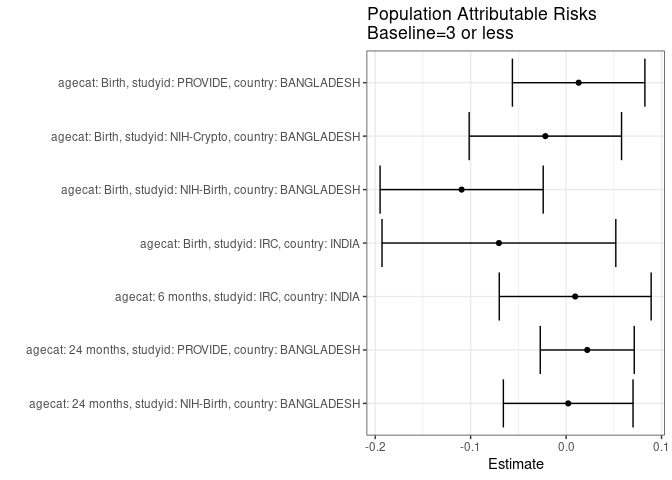 Population Attributable Risks
Baseline=3 or less
agecat: Birth, studyid: PROVIDE, country: BANGLADESH
agecat: Birth, studyid: NIH-Crypto, country: BANGLADESH
agecat: Birth, studyid: NIH-Birth, country: BANGLADESH
agecat: Birth, studyid: IRC, country: INDIA
agecat: 6 months, studyid: IRC, country: INDIA
agecat: 24 months, studyid: PROVIDE, country: BANGLADESH
agecat: 24 months, studyid: NIH-Birth, country: BANGLADESH
-0.2 -0.1 0.0 0.1
Estimate